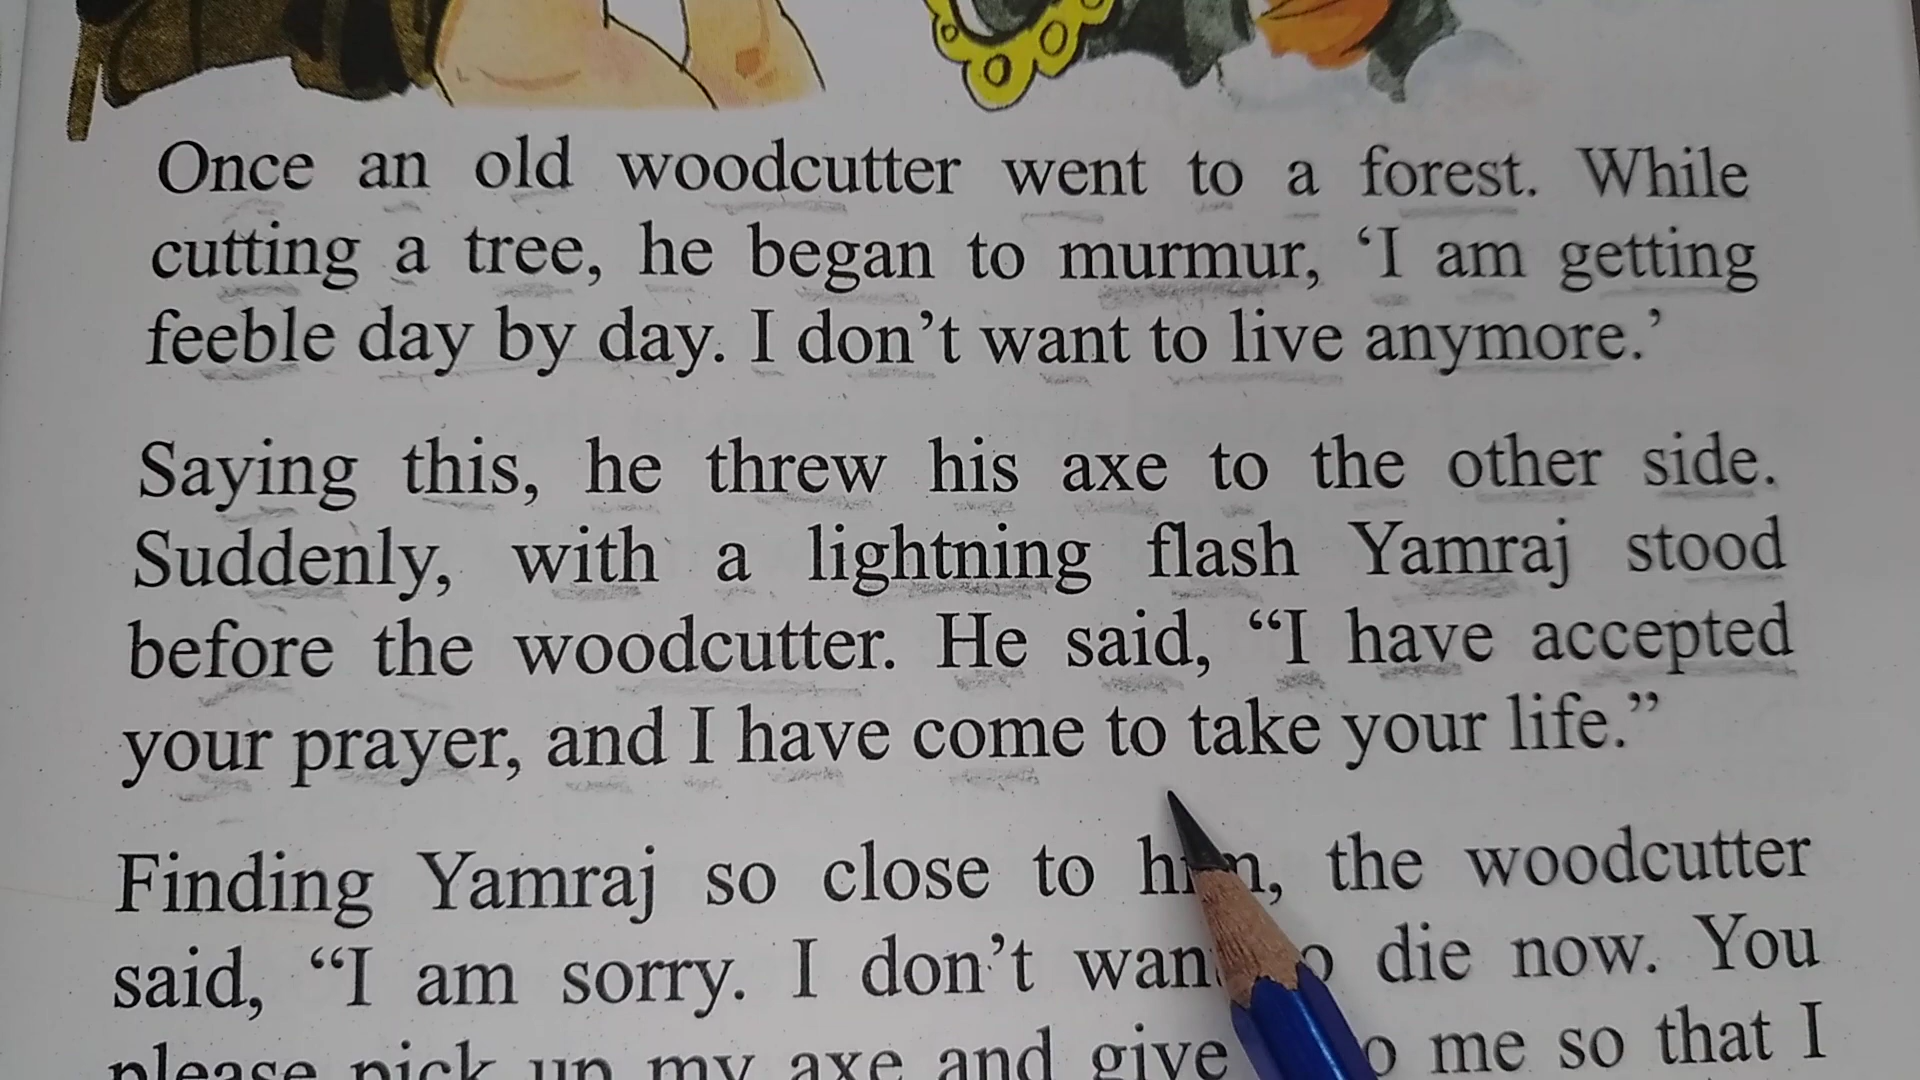 Once an old woodcutter went to a forest. While
cutting a tree, he began to murmur, ‘I am getting
feeble day by day. I don’t want to live anymore.’
Saying this, he threw his axe to the other side.
Suddenly, with a lightning flash Yamraj stood
before the woodcutter. He said, “I have accepted
your prayer, and I have come to take your life.”
Finding Yamraj so close to him, the woodcutter
said, “I am sorry. I don’t want to die now. You
please pick up my axe and give to me so that I